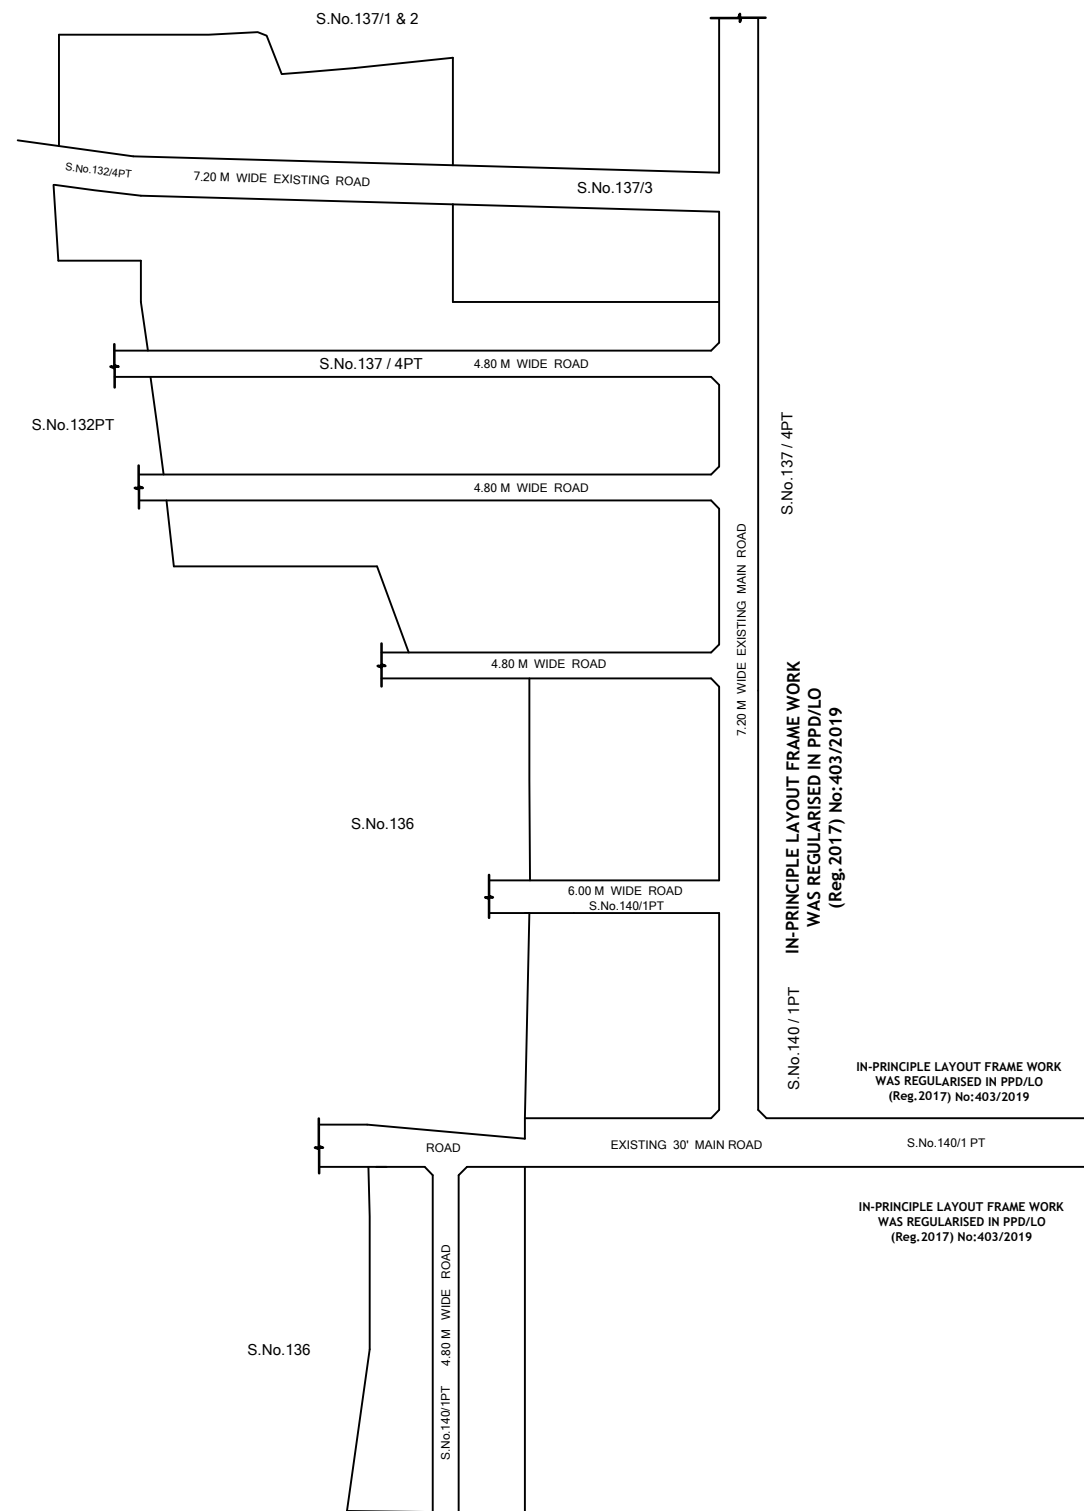 S.No.137/1 & 2
S.No.132/4PT
7.20 M WIDE EXISTING ROAD
S.No.137/3
S.No.137 / 4PT
4.80 M WIDE ROAD
S.No.132PT
S.No.137 / 4PT
4.80 M WIDE ROAD
7.20 M WIDE EXISTING MAIN ROAD
4.80 M WIDE ROAD
IN-PRINCIPLE LAYOUT FRAME WORK
WAS REGULARISED IN PPD/LO
(Reg.2017) No:403/2019
S.No.136
6.00 M WIDE ROAD
S.No.140/1PT
S.No.140 / 1PT
IN-PRINCIPLE LAYOUT FRAME WORK
WAS REGULARISED IN PPD/LO
(Reg.2017) No:403/2019
ROAD
EXISTING 30' MAIN ROAD
S.No.140/1 PT
IN-PRINCIPLE LAYOUT FRAME WORK
WAS REGULARISED IN PPD/LO
(Reg.2017) No:403/2019
S.No.136
S.No.140/1PT
4.80 M WIDE ROAD